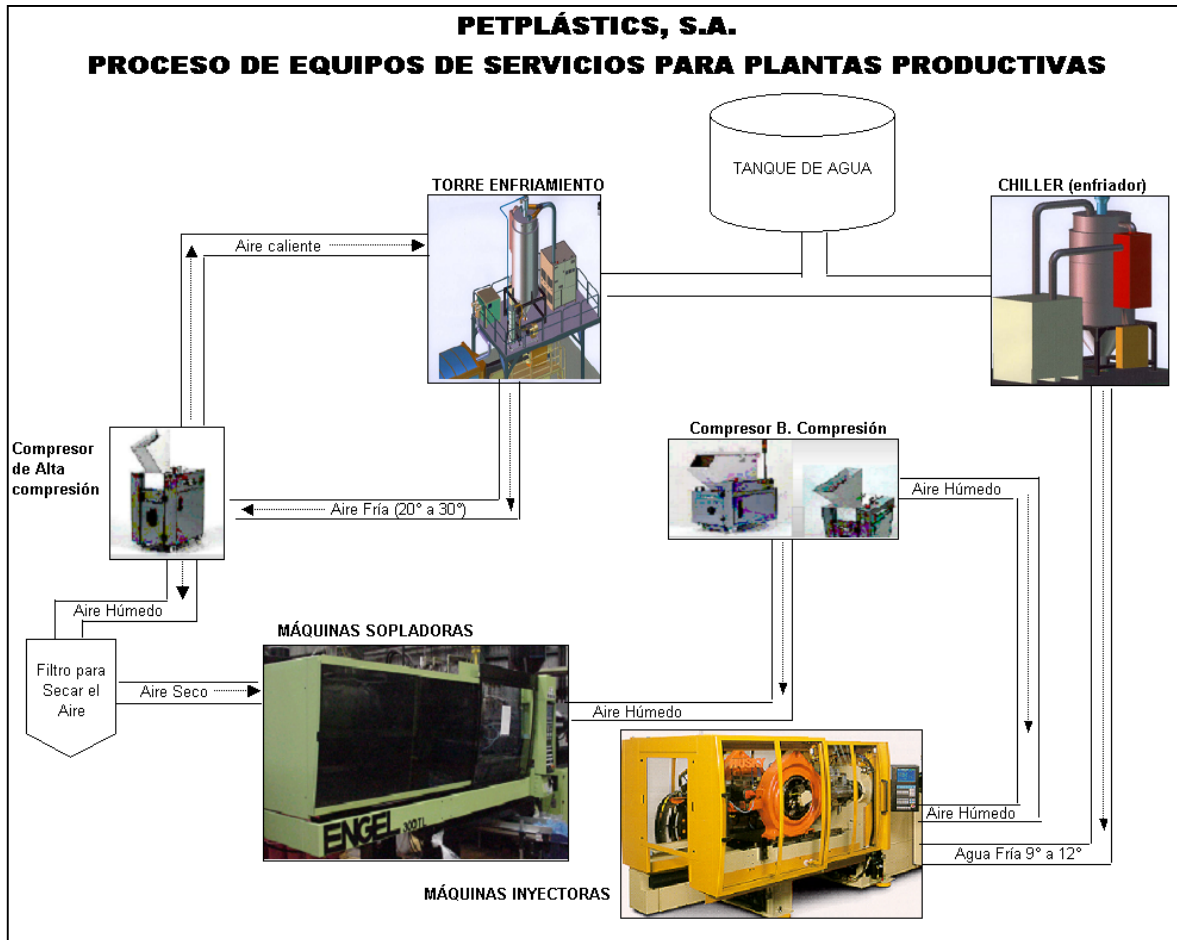 PETPLÁSTICS, S.A.
PROCESO DE EQUIPOS DE SERVICIOS PARA PLANTAS PRODUCTIVAS
TANQUE DE AGUA
TORRE ENFRIAMIENTO
CHILLER (enfriador)
Aire caliente
Compresor
de Alta
compresión
Compresor B. Compresión
Aire Húmedo
Aire Fría (20° a 30°)
Aire Húmedo
MÁQUINAS SOPLADORAS
Filtro para
Secar el
Aire
Aire Seco
Aire Húmedo
HUSKY
ENGEL 300TL
Aire Húmedo
Agua Fría 9° a 12°
MÁQUINAS INYECTORAS